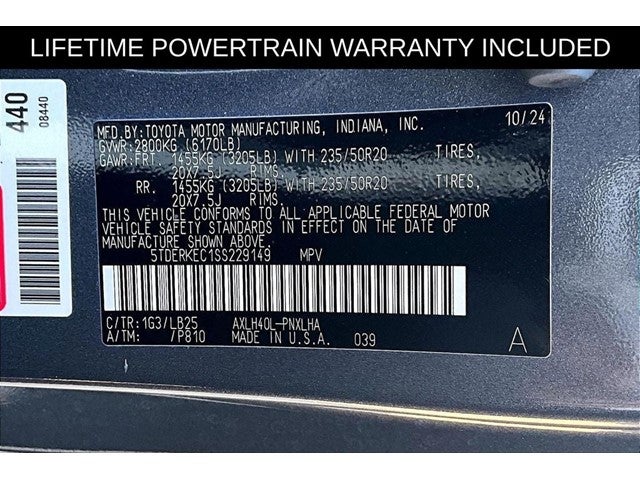 LIFETIME POWERTRAIN WARRANTY INCLUDED
440
08440
MFD.BY:TOYOTA MOTOR MANUFACTURING, INDIANA, INC. 10/24
GVWR:2800KG (6170LB)
GAWR:FRT. 1455KG (3205LB) WITH 235/50R20 TIRES,
20X7.5J RIMS.
RR. 1455KG (3205LB) WITH 235/50R20 TIRES,
20X7.5J RIMS.
THIS VEHICLE CONFORMS TO ALL APPLICABLE FEDERAL MOTOR
VEHICLE SAFETY STANDARDS IN EFFECT ON THE DATE OF
MANUFACTURE SHOWN ABOVE.
5TDERKEC1SS229149 MPV
C/TR:1G3/LB25 AXLH40L-PNXLHA
A/TM: /P810 MADE IN U.S.A. 039 A